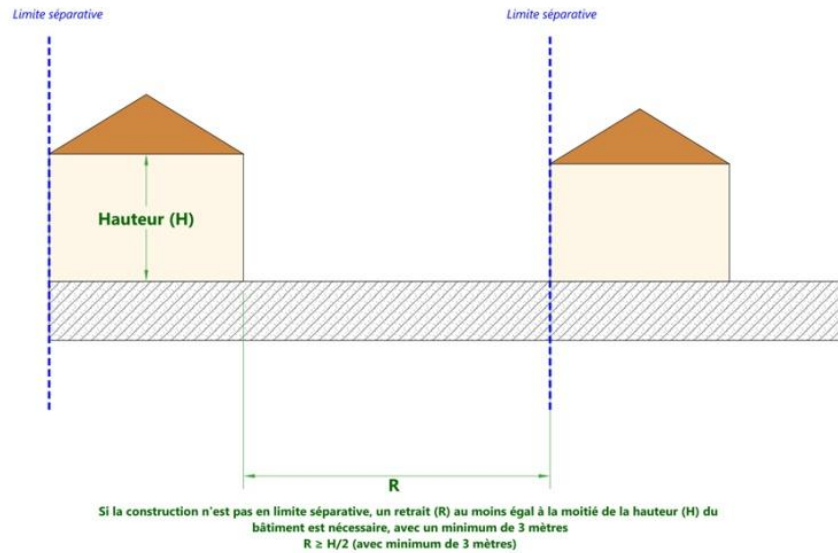 Limite séparative
Limite séparative
Hauteur (H)
R
Si la construction n'est pas en limite séparative, un retrait (R) au moins égal à la moitié de la hauteur (H) du
bâtiment est nécessaire, avec un minimum de 3 mètres
R ≥ H/2 (avec minimum de 3 mètres)